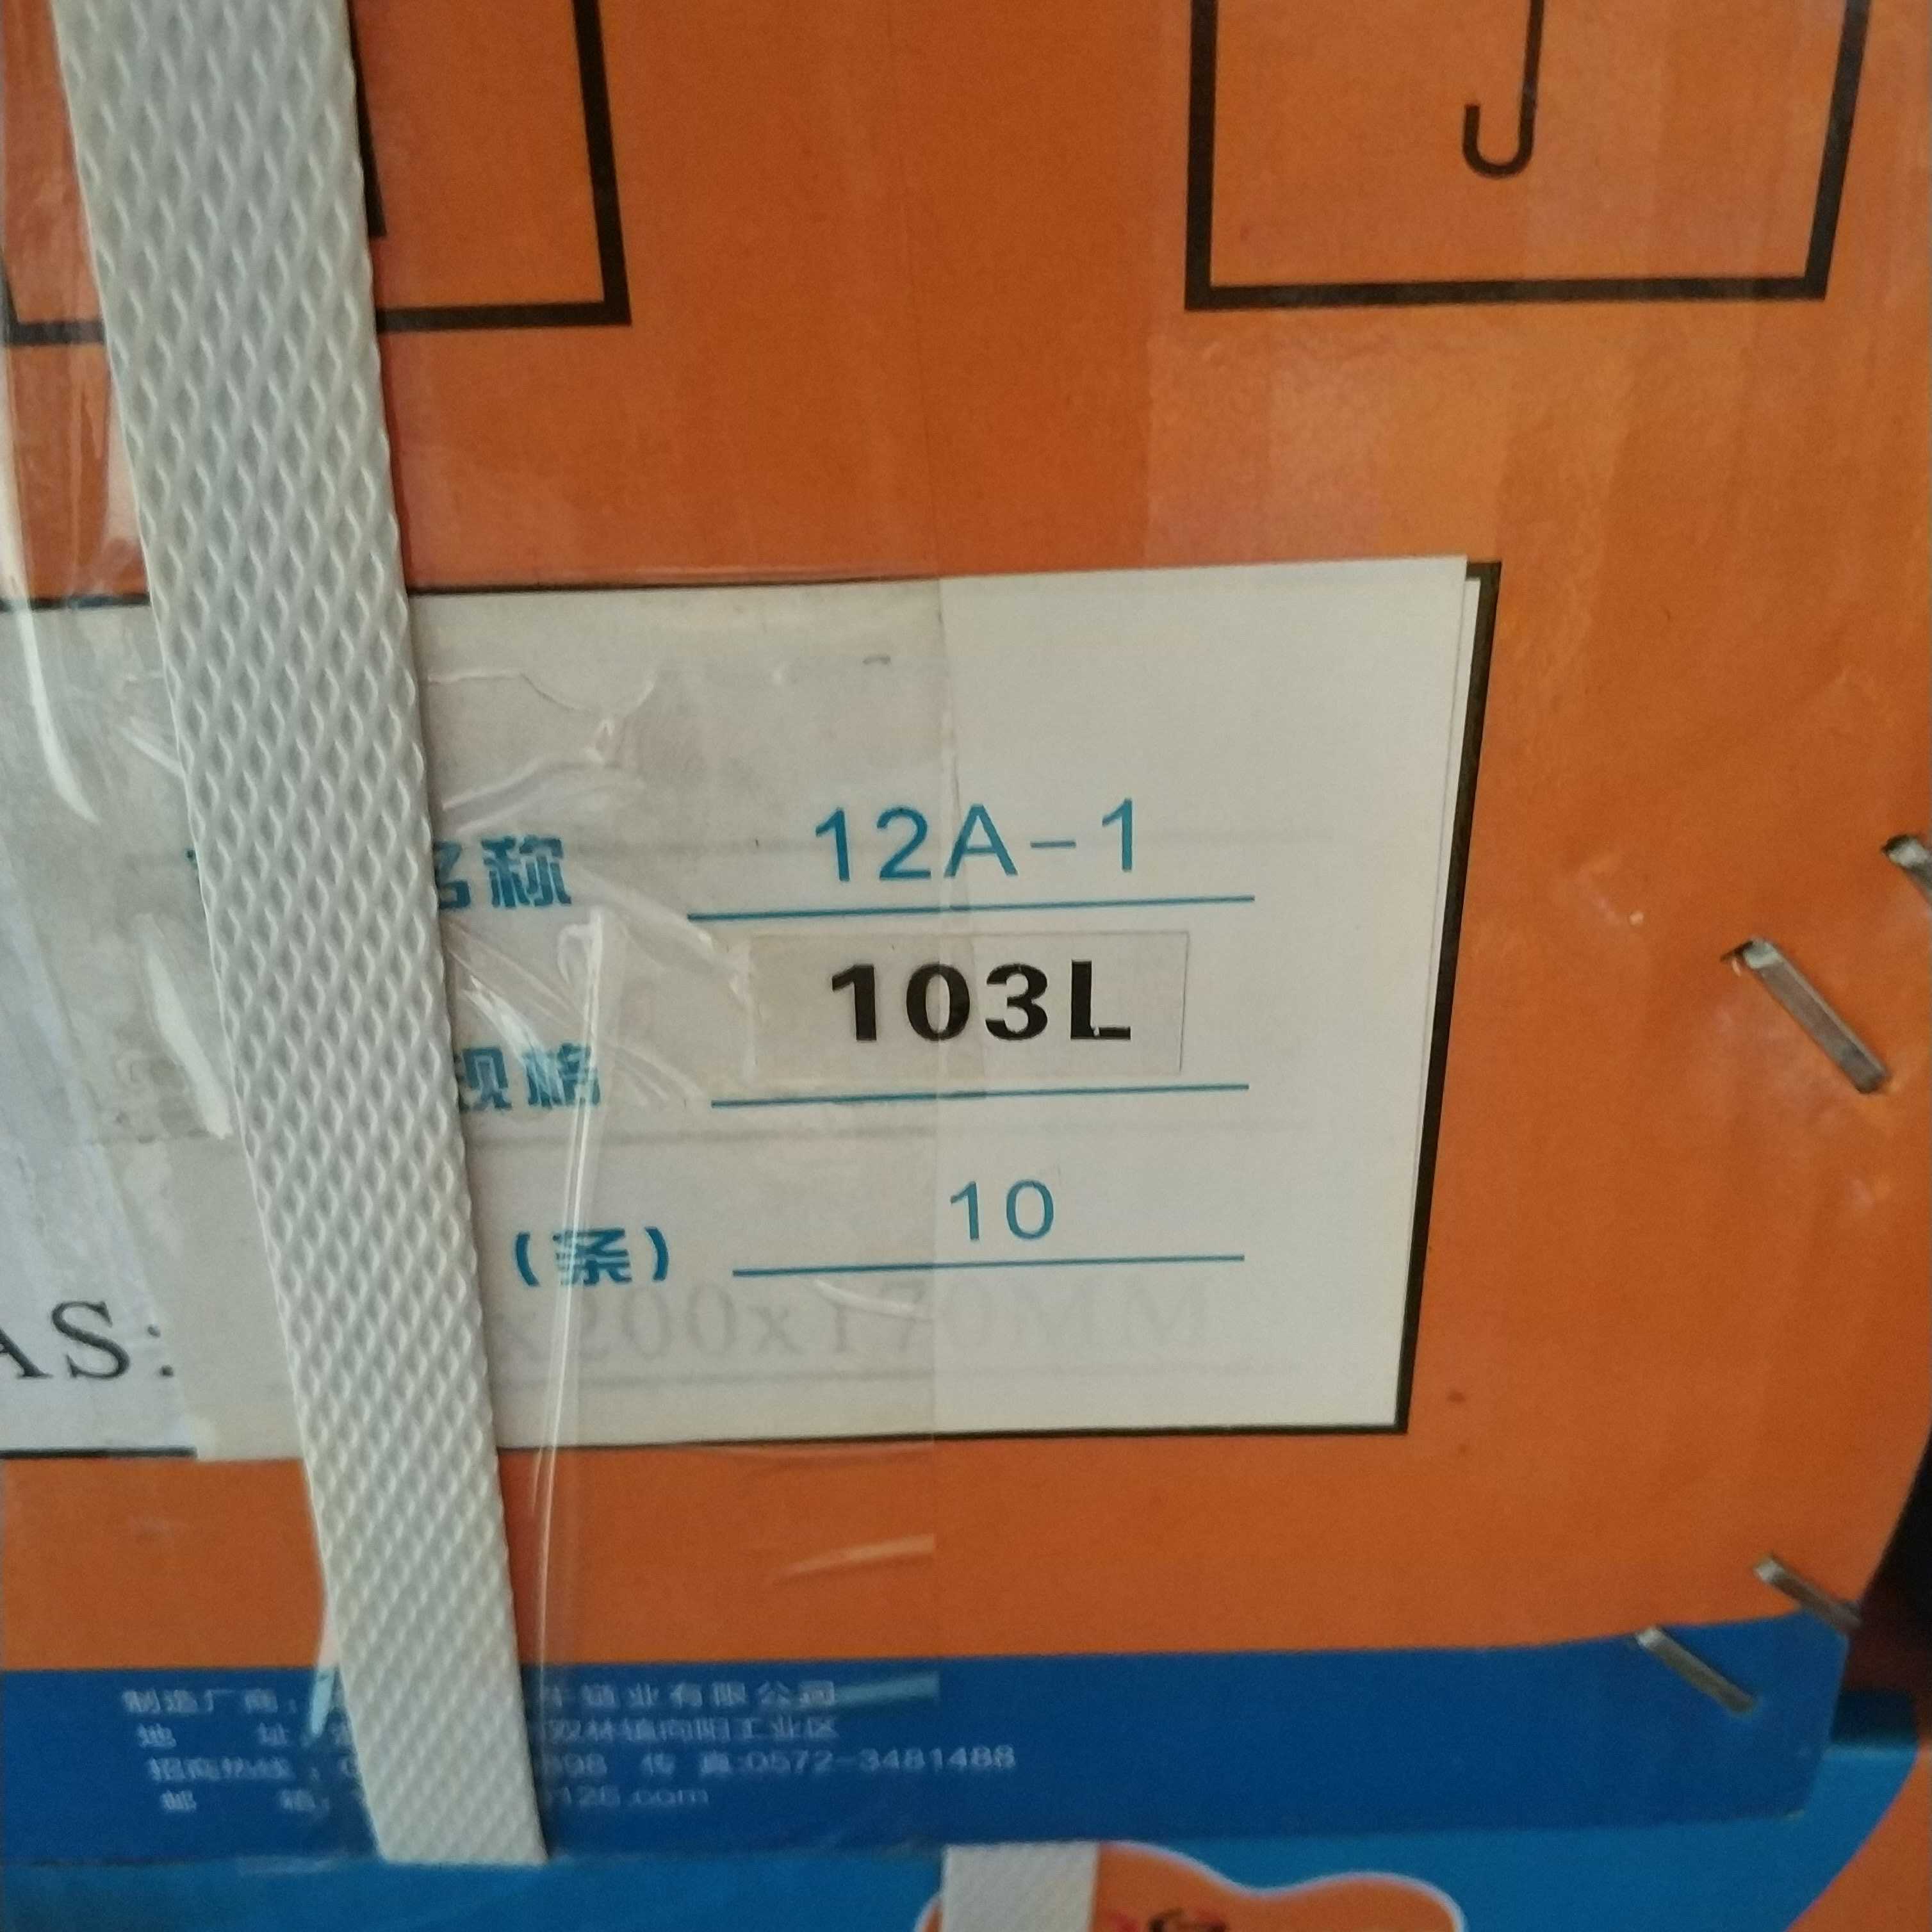 名称 12A-1
103L
规格
(条) 10
AS: x200x170MM
制造厂商: 链业有限公司
地 址: 双林镇向阳工业区
招商热线: 898 传 真:0572-3481488
邮 箱: 126.com